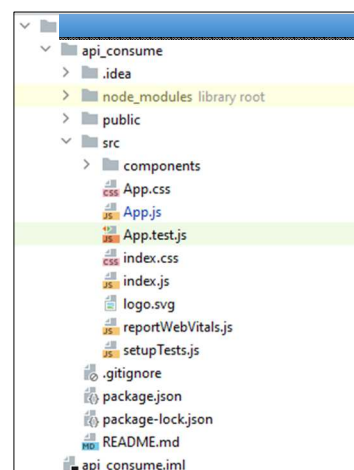 api_consume
.idea
node_modules library root
public
src
components
App.css
App.js
App.test.js
index.css
index.js
logo.svg
reportWebVitals.js
setupTests.js
.gitignore
package.json
package-lock.json
README.md
api_consume.iml